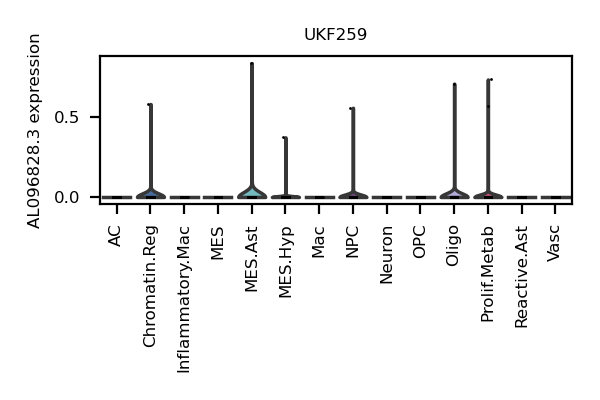 UKF259
AL096828.3 expression
0.5
0.0
AC
Chromatin.Reg
Inflammatory.Mac
MES
MES.Ast
MES.Hyp
Mac
NPC
Neuron
OPC
Oligo
Prolif.Metab
Reactive.Ast
Vasc